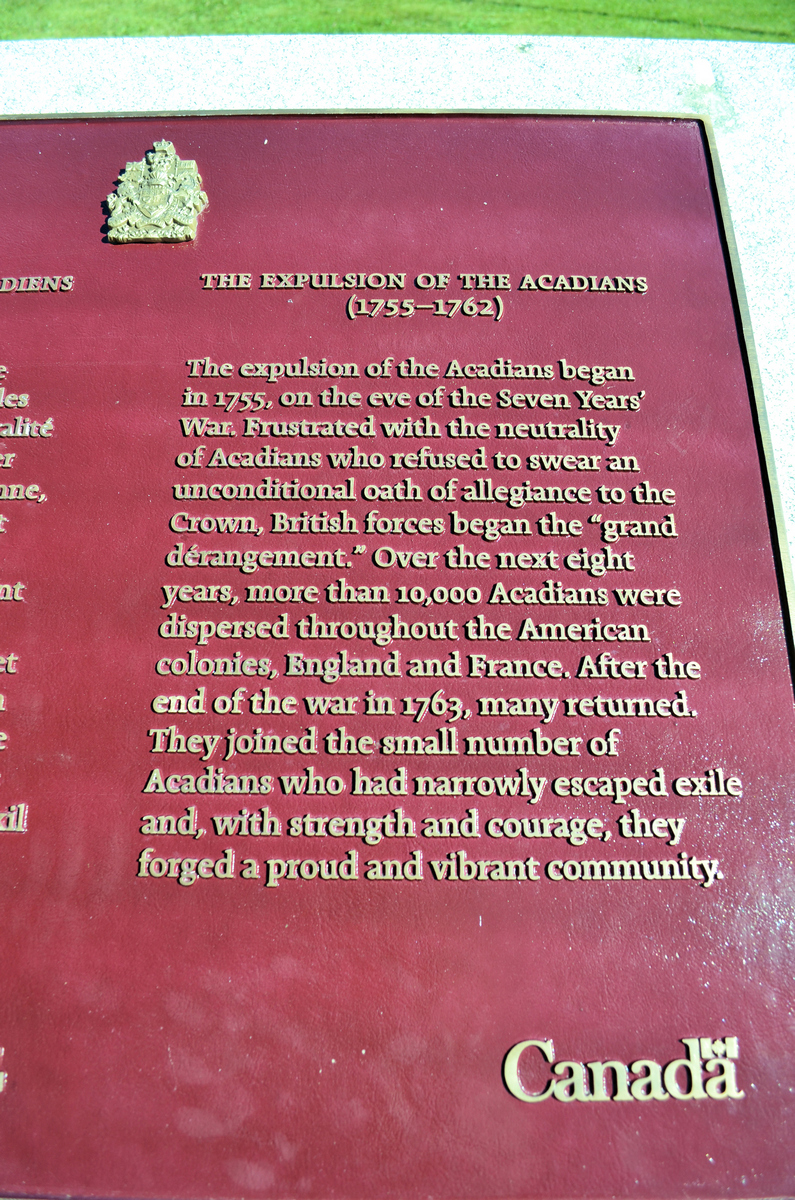 DIENS
alité
nne,
THE EXPULSION OF THE ACADIANS
(1755–1762)
The expulsion of the Acadians began
in 1755, on the eve of the Seven Years'
War. Frustrated with the neutrality
of Acadians who refused to swear an
unconditional oath of allegiance to the
Crown, British forces began the “grand
dérangement.” Over the next eight
years, more than 10,000 Acadians were
dispersed throughout the American
colonies, England and France. After the
end of the war in 1763, many returned.
They joined the small number of
Acadians who had narrowly escaped exile
and, with strength and courage, they
forged a proud and vibrant community.
Canada